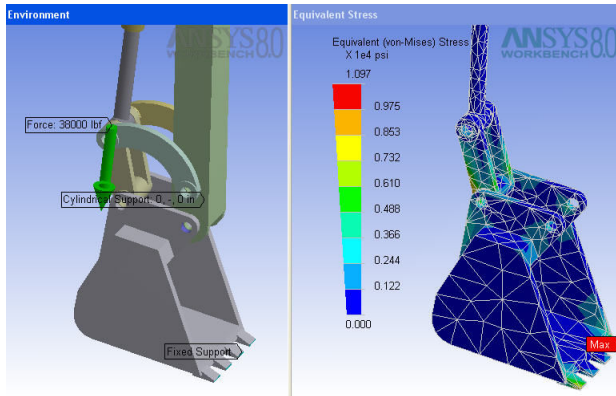 Environment
ANSYS 8.0
WORKBENCH
Force: 38000 lbf
Cylindrical Support: 0, -, 0 in
Fixed Support
Equivalent Stress
Equivalent (von-Mises) Stress
X 1e4 psi
ANSYS 8.0
WORKBENCH
1.097
0.975
0.853
0.732
0.610
0.488
0.366
0.244
0.122
0.000
Max